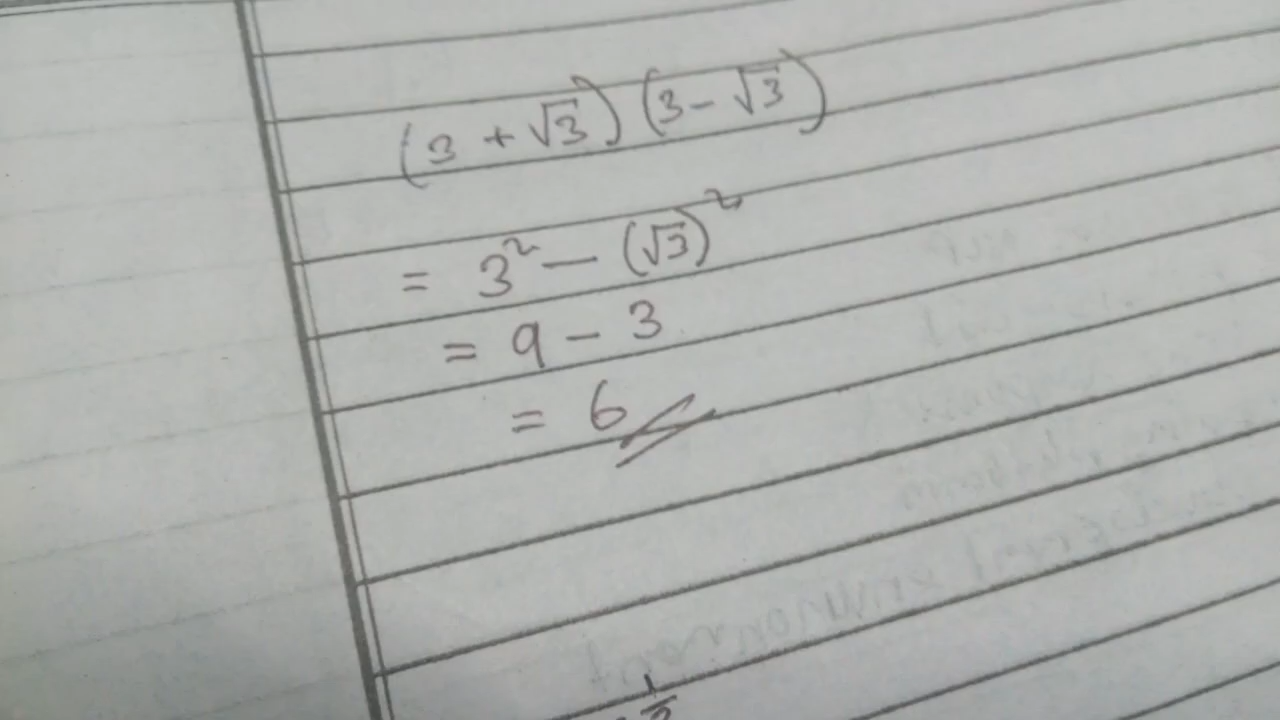 (3 + √3) (3 - √3)
= 3² - (√3)²
= 9 - 3
= 6